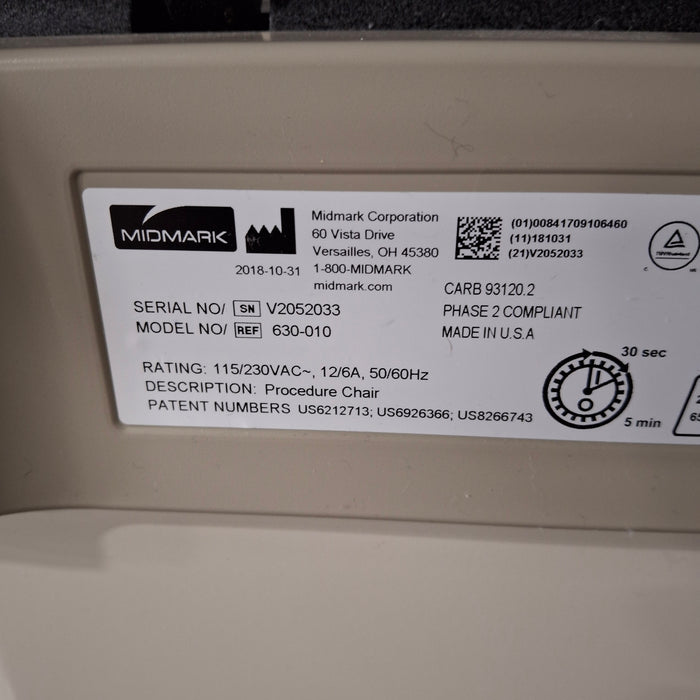 MIDMARK
2018-10-31
Midmark Corporation
60 Vista Drive
Versailles, OH 45380
1-800-MIDMARK
midmark.com
(01)00841709106460
(11)181031
(21)V2052033
CARB 93120.2
PHASE 2 COMPLIANT
MADE IN U.S.A
SERIAL NO/ SN V2052033
MODEL NO/ REF 630-010
RATING: 115/230VAC~, 12/6A, 50/60Hz
DESCRIPTION: Procedure Chair
PATENT NUMBERS US6212713; US6926366; US8266743
30 sec
5 min